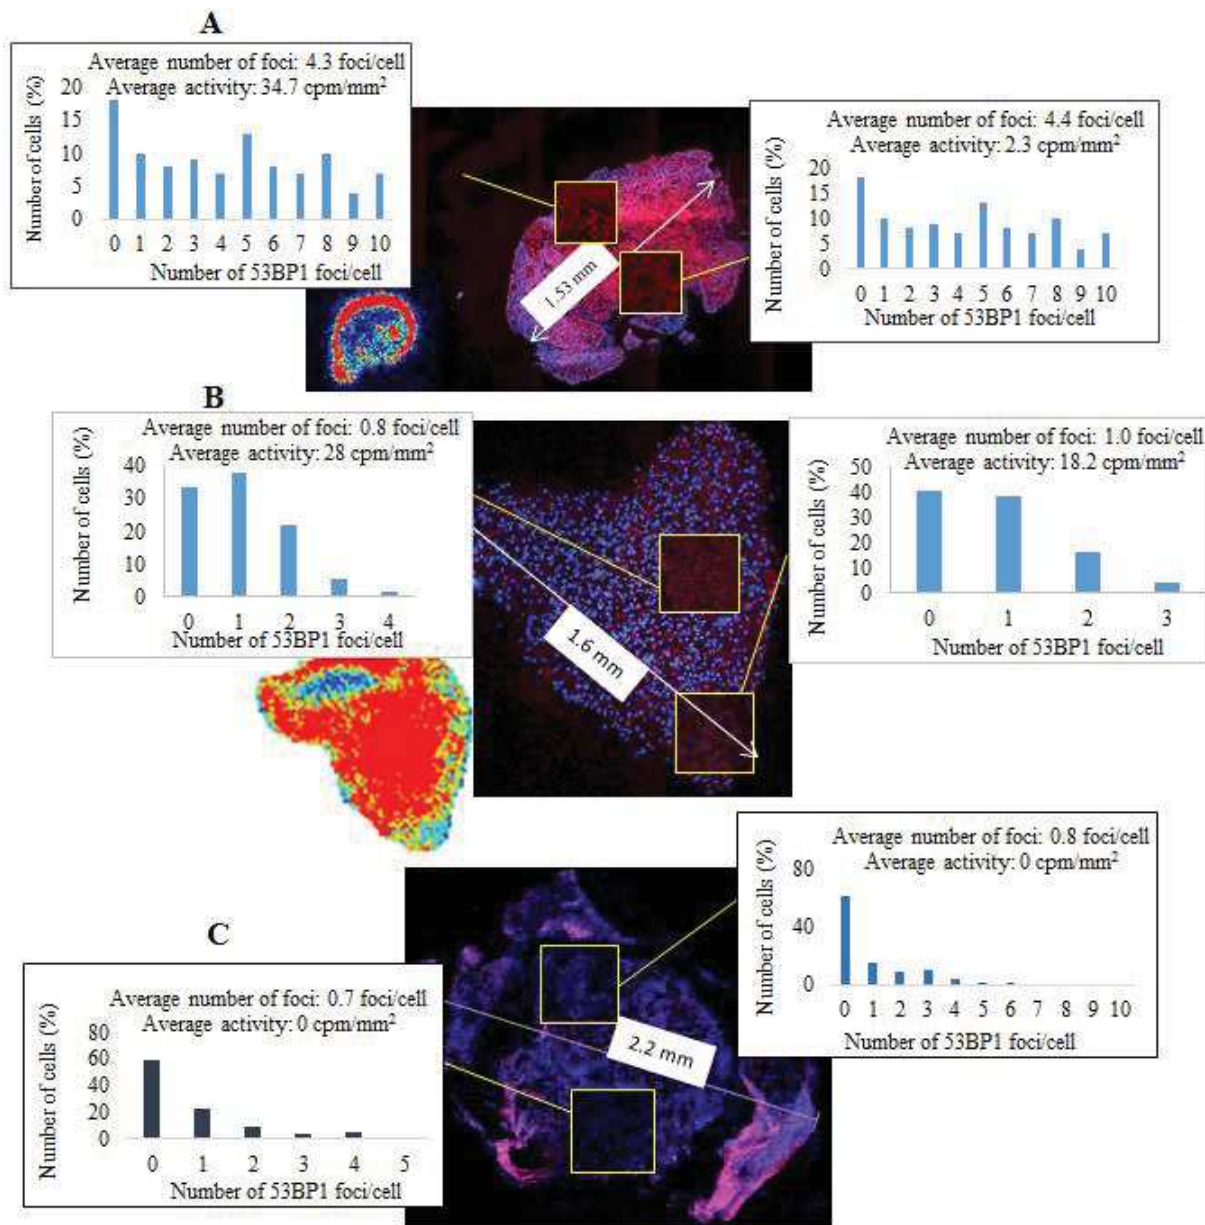 A
Average number of foci: 4.3 foci/cell
Average activity: 34.7 cpm/mm²
Number of cells (%)
20
15
10
5
0
0 1 2 3 4 5 6 7 8 9 10
Number of 53BP1 foci/cell
Average number of foci: 4.4 foci/cell
Average activity: 2.3 cpm/mm²
Number of cells (%)
20
15
10
5
0
0 1 2 3 4 5 6 7 8 9 10
Number of 53BP1 foci/cell
1.53 mm
B
Average number of foci: 0.8 foci/cell
Average activity: 28 cpm/mm²
Number of cells (%)
40
30
20
10
0
0 1 2 3 4
Number of 53BP1 foci/cell
Average number of foci: 1.0 foci/cell
Average activity: 18.2 cpm/mm²
Number of cells (%)
50
40
30
20
10
0
0 1 2 3
Number of 53BP1 foci/cell
1.6 mm
Average number of foci: 0.8 foci/cell
Average activity: 0 cpm/mm²
Number of cells (%)
80
40
0
0 1 2 3 4 5 6 7 8 9 10
Number of 53BP1 foci/cell
C
Average number of foci: 0.7 foci/cell
Average activity: 0 cpm/mm²
Number of cells (%)
80
60
40
20
0
0 1 2 3 4 5
Number of 53BP1 foci/cell
2.2 mm